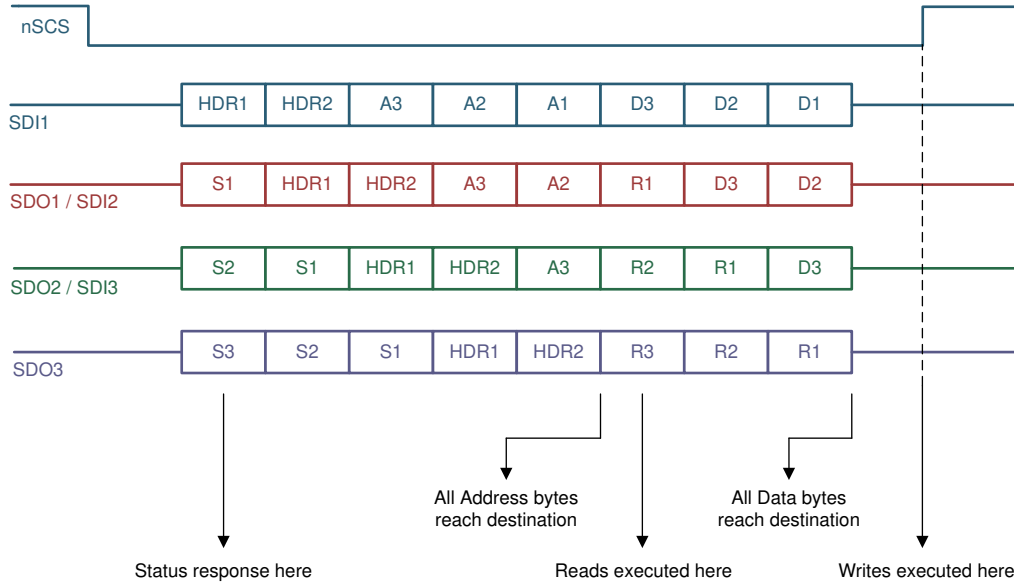 nSCS
HDR1 HDR2 A3 A2 A1 D3 D2 D1
SDI1
S1 HDR1 HDR2 A3 A2 R1 D3 D2
SDO1 / SDI2
S2 S1 HDR1 HDR2 A3 R2 R1 D3
SDO2 / SDI3
S3 S2 S1 HDR1 HDR2 R3 R2 R1
SDO3
All Address bytes
reach destination
All Data bytes
reach destination
Status response here
Reads executed here
Writes executed here